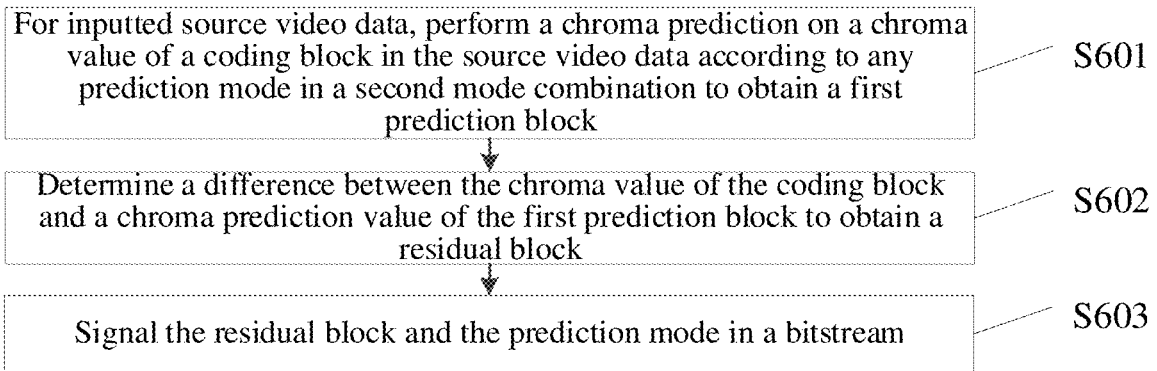 For inputted source video data, perform a chroma prediction on a chroma
value of a coding block in the source video data according to any
prediction mode in a second mode combination to obtain a first
prediction block
S601
Determine a difference between the chroma value of the coding block
and a chroma prediction value of the first prediction block to obtain a
residual block
S602
Signal the residual block and the prediction mode in a bitstream
S603